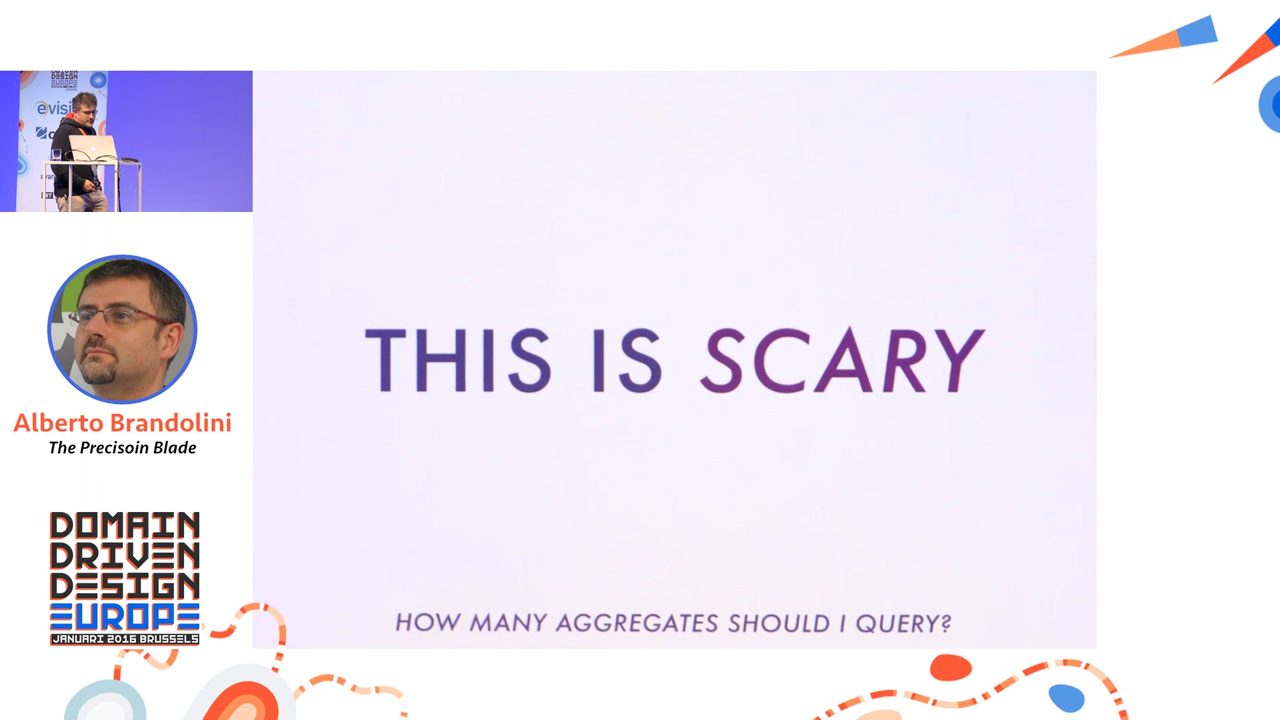 THIS IS SCARY
HOW MANY AGGREGATES SHOULD I QUERY?
Alberto Brandolini
The Precisoin Blade
DOMAIN
DRIVEN
DESIGN
EUROPE
JANUARI 2016 BRUSSELS